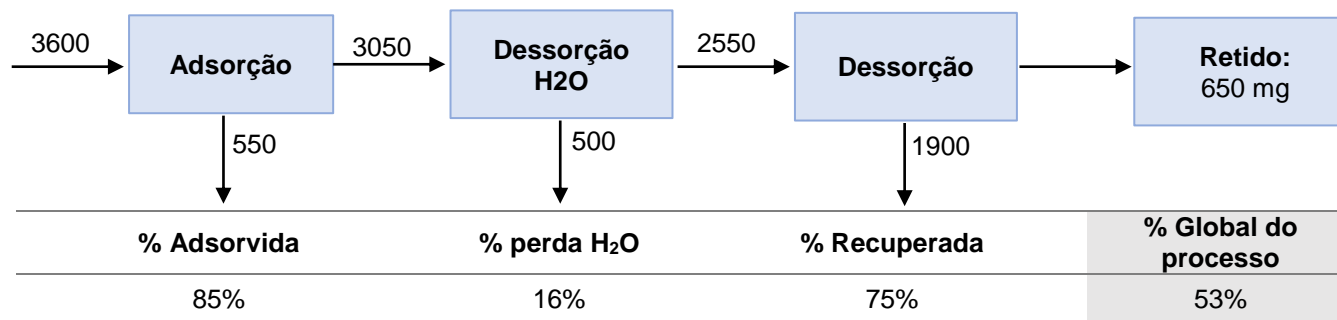 3600
Adsorção
3050
Dessorção
H2O
2550
Dessorção
Retido:
650 mg
550
500
1900
% Adsorvida
% perda H₂O
% Recuperada
% Global do
processo
85%
16%
75%
53%